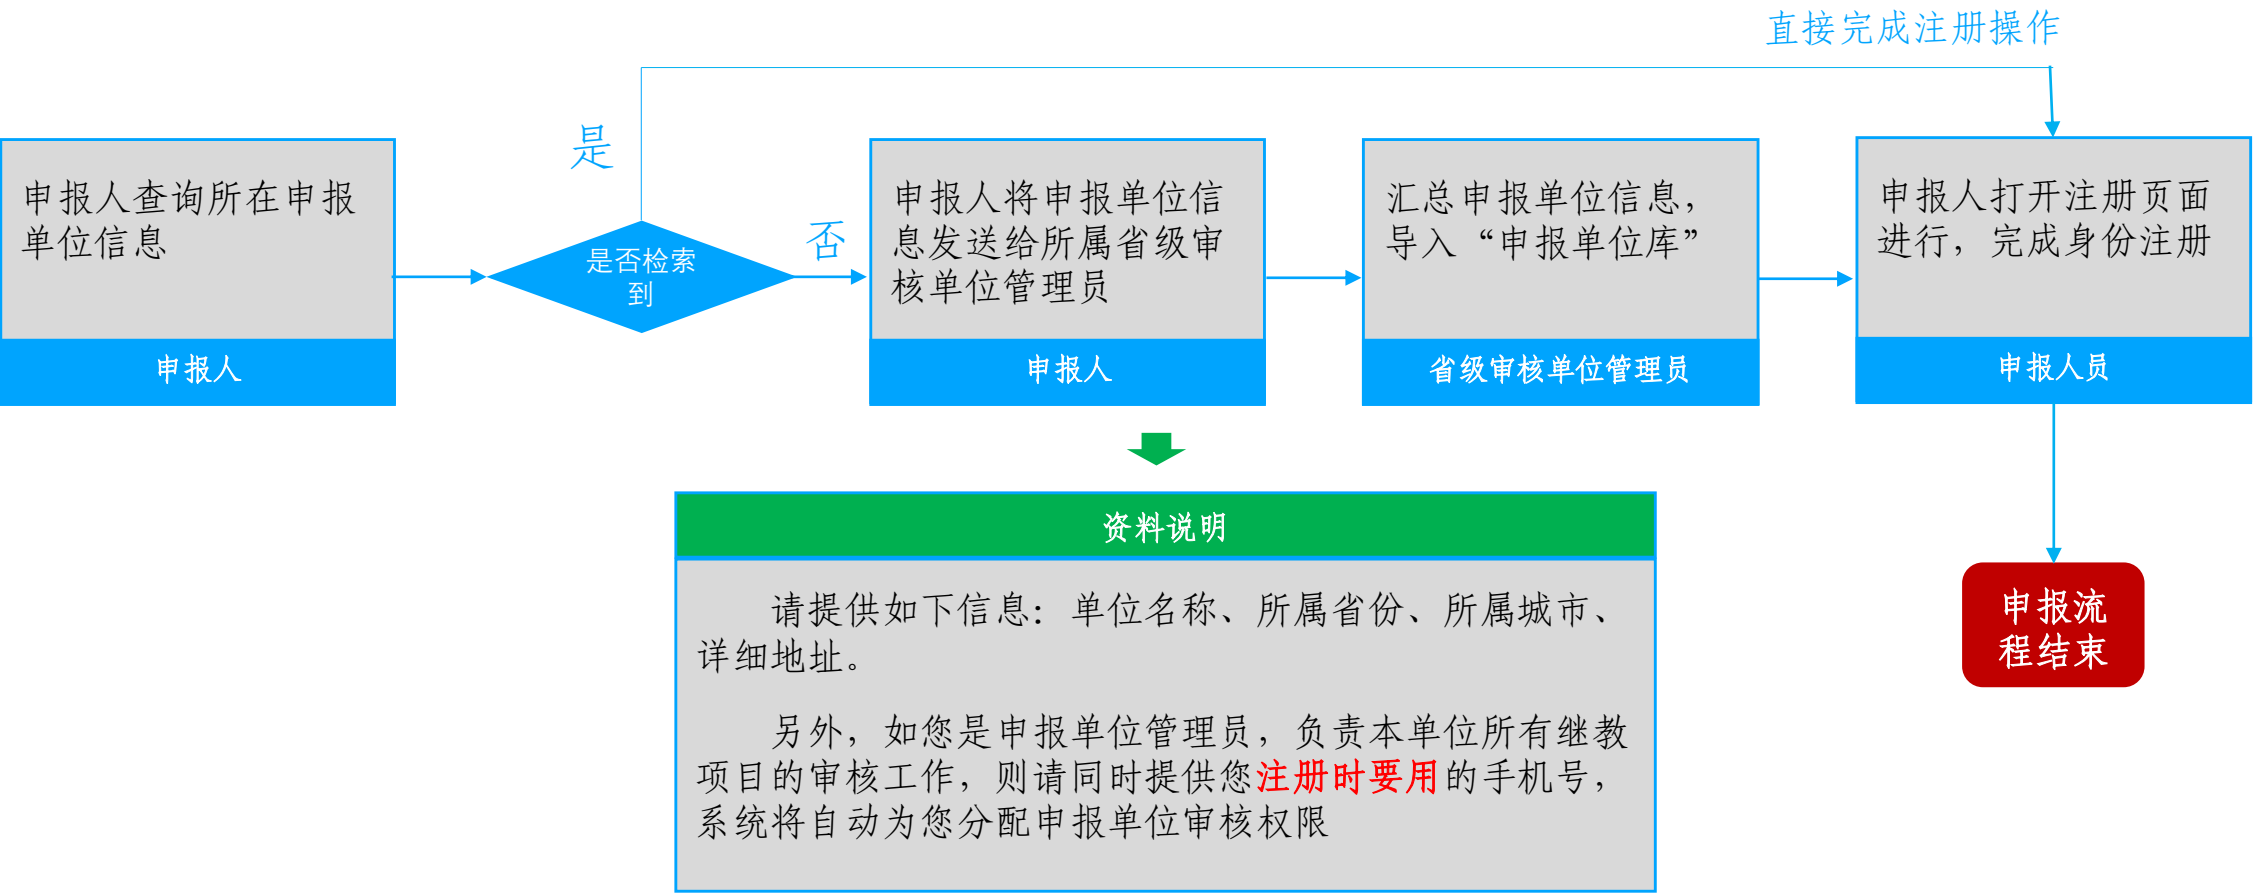 直接完成注册操作
是
申报人查询所在申报
单位信息
申报人
是否检索
到
否
申报人将申报单位信
息发送给所属省级审
核单位管理员
申报人
汇总申报单位信息，
导入“申报单位库”
省级审核单位管理员
申报人打开注册页面
进行，完成身份注册
申报人员
资料说明
请提供如下信息：单位名称、所属省份、所属城市、
详细地址。
另外，如您是申报单位管理员，负责本单位所有继教
项目的审核工作，则请同时提供您注册时要用的手机号，
系统将自动为您分配申报单位审核权限
申报流
程结束